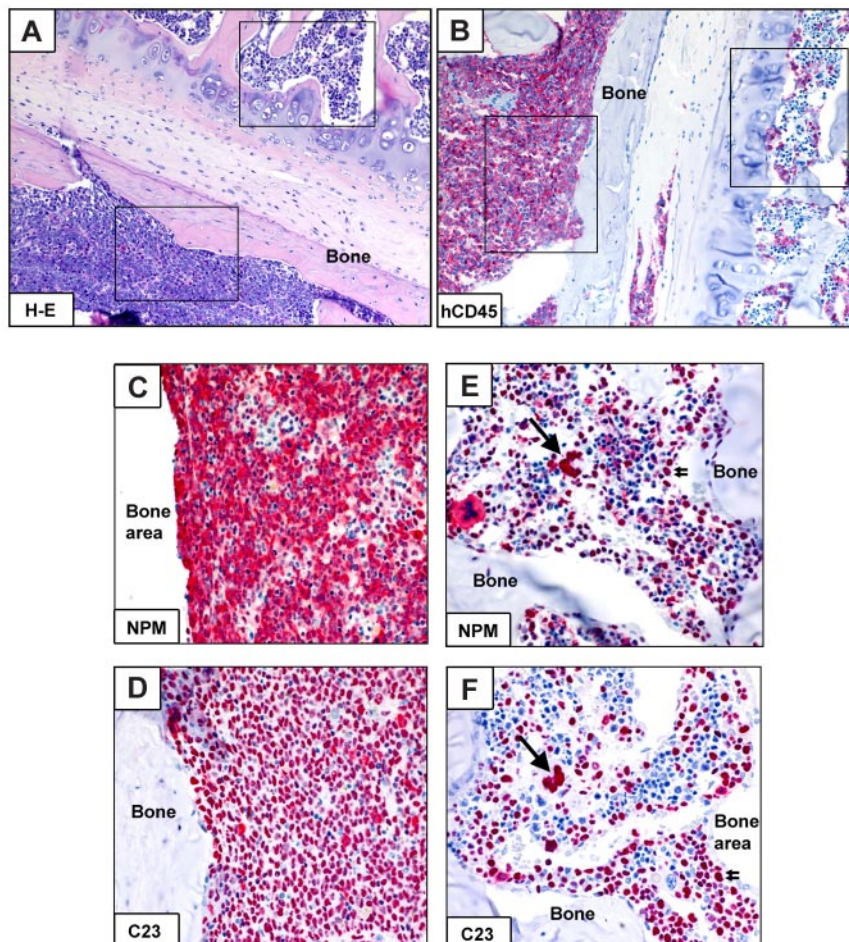 A
Bone
H-E
B
Bone
hCD45
C
Bone
area
NPM
E
Bone
Bone
NPM
D
Bone
C23
F
Bone
area
Bone
C23